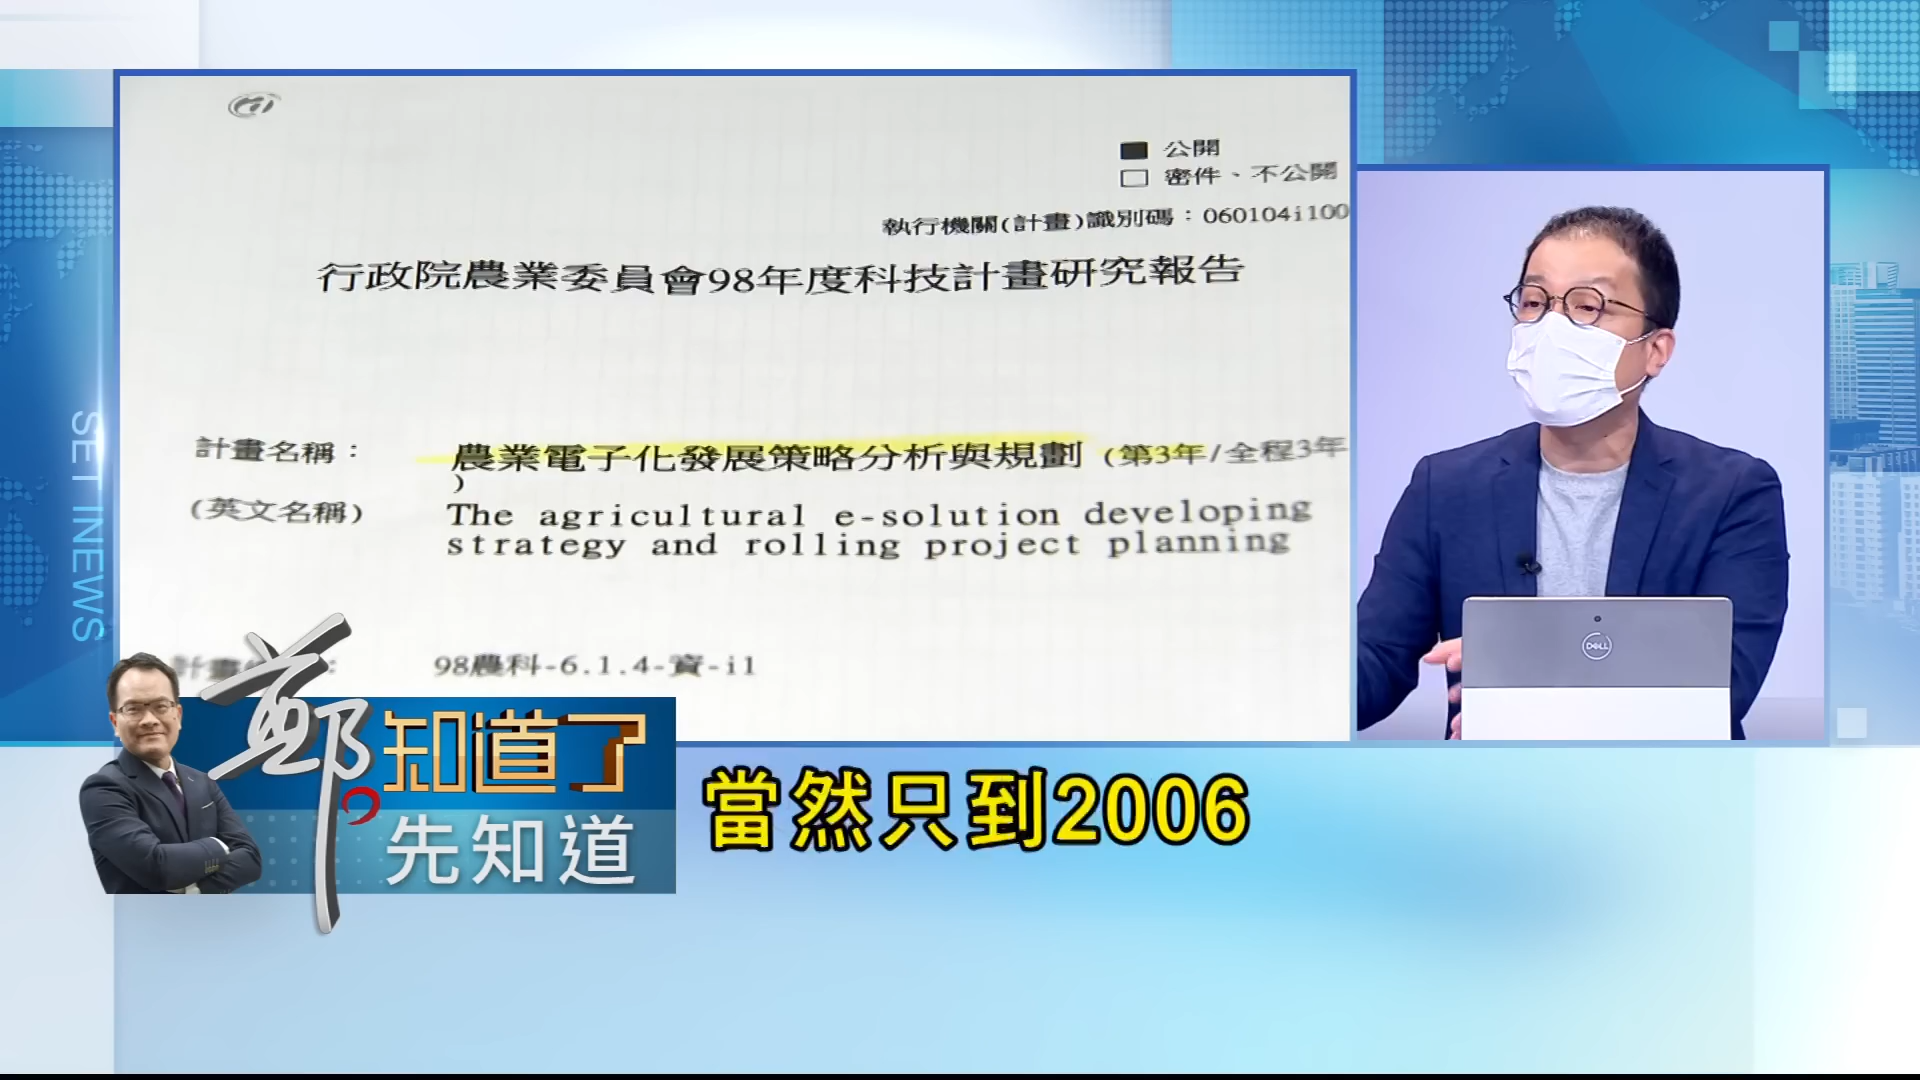 公開
密件、不公開
執行機關(計畫)識別碼：060104i100
行政院農業委員會98年度科技計畫研究報告
計畫名稱：
農業電子化發展策略分析與規劃 (第3年/全程3年
)
(英文名稱)
The agricultural e-solution developing
strategy and rolling project planning
98農科-6.1.4-資-i1
SET iNEWS
DELL
鄭知道了
先知道
當然只到2006